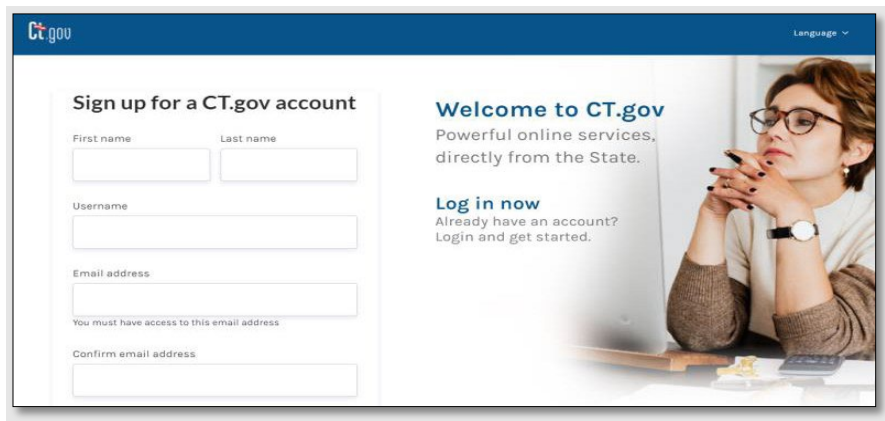 Ct.gov
Language
Sign up for a CT.gov account
First name Last name
Username
Email address
You must have access to this email address
Confirm email address
Welcome to CT.gov
Powerful online services,
directly from the State.
Log in now
Already have an account?
Login and get started.